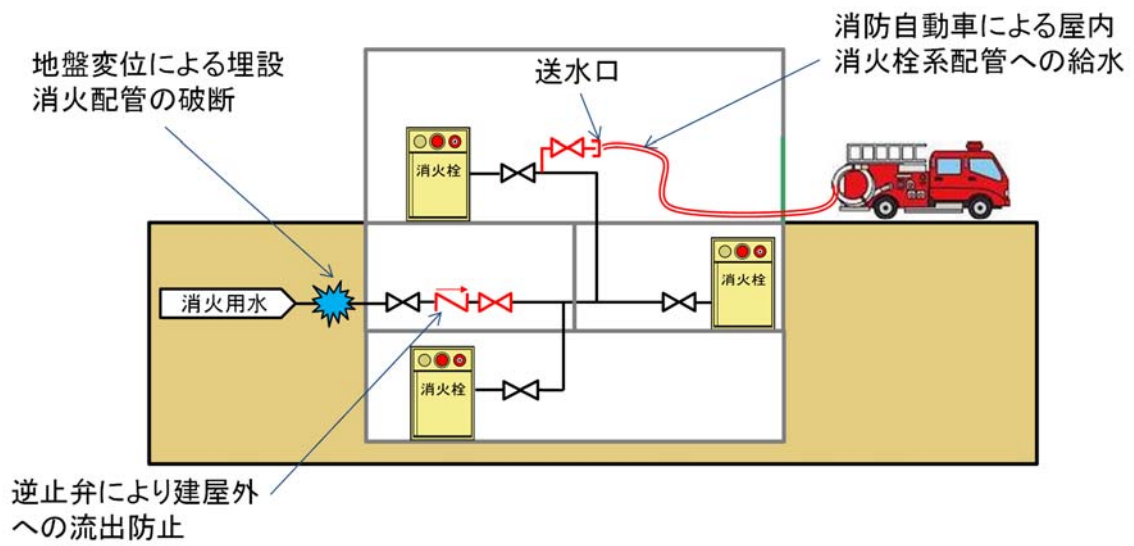 消防自動車による屋内
消火栓系配管への給水
地盤変位による埋設
消火配管の破断
送水口
消火栓
消火栓
消火用水
消火栓
逆止弁により建屋外
への流出防止